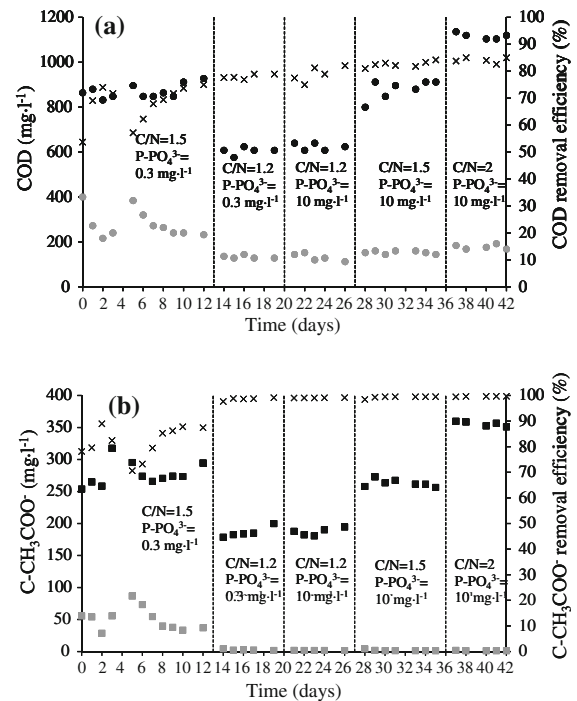 (a)
COD (mg·l⁻¹)
COD removal efficiency (%)
1200
1000
800
600
400
200
0
100
90
80
70
60
50
40
30
20
10
0
C/N=1.5
P-PO₄³⁻=
0.3 mg·l⁻¹
C/N=1.2
P-PO₄³⁻=
0.3 mg·l⁻¹
C/N=1.2
P-PO₄³⁻=
10 mg·l⁻¹
C/N=1.5
P-PO₄³⁻=
10 mg·l⁻¹
C/N=2
P-PO₄³⁻=
10 mg·l⁻¹
0 2 4 6 8 10 12 14 16 18 20 22 24 26 28 30 32 34 36 38 40 42
Time (days)
(b)
C-CH₃COO⁻ (mg·l⁻¹)
C-CH₃COO⁻ removal efficiency (%)
400
350
300
250
200
150
100
50
0
100
90
80
70
60
50
40
30
20
10
0
C/N=1.5
P-PO₄³⁻=
0.3 mg·l⁻¹
C/N=1.2
P-PO₄³⁻=
0.3 mg·l⁻¹
C/N=1.2
P-PO₄³⁻=
10 mg·l⁻¹
C/N=1.5
P-PO₄³⁻=
10 mg·l⁻¹
C/N=2
P-PO₄³⁻=
10 mg·l⁻¹
0 2 4 6 8 10 12 14 16 18 20 22 24 26 28 30 32 34 36 38 40 42
Time (days)